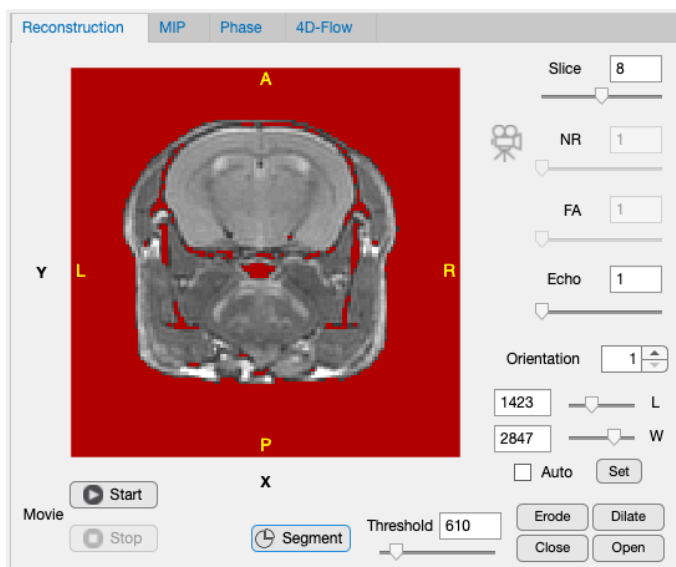 Reconstruction MIP Phase 4D-Flow
Slice 8
A
NR 1
FA 1
Y L R
Echo 1
Orientation 1
1423 L
2847 W
P
Auto Set
X
Start
Movie
Stop
Segment
Threshold 610
Erode Dilate
Close Open